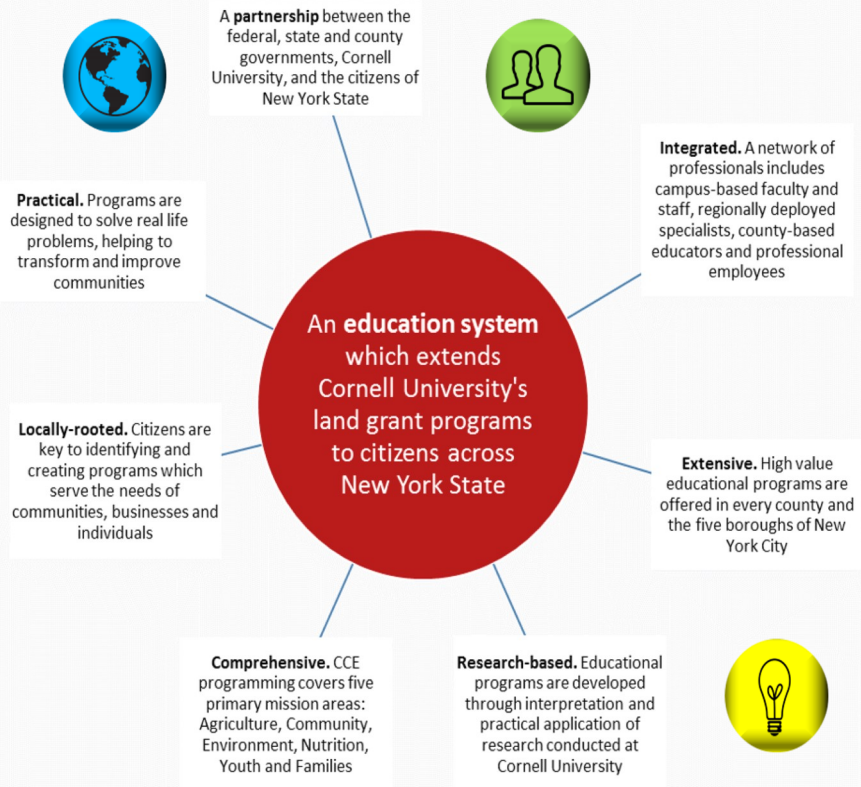 A partnership between the
federal, state and county
governments, Cornell
University, and the citizens of
New York State
Integrated. A network of
professionals includes
campus-based faculty and
staff, regionally deployed
specialists, county-based
educators and professional
employees
Practical. Programs are
designed to solve real life
problems, helping to
transform and improve
communities
An education system
which extends
Cornell University's
land grant programs
to citizens across
New York State
Locally-rooted. Citizens are
key to identifying and
creating programs which
serve the needs of
communities, businesses and
individuals
Extensive. High value
educational programs are
offered in every county and
the five boroughs of New
York City
Comprehensive. CCE
programming covers five
primary mission areas:
Agriculture, Community,
Environment, Nutrition,
Youth and Families
Research-based. Educational
programs are developed
through interpretation and
practical application of
research conducted at
Cornell University